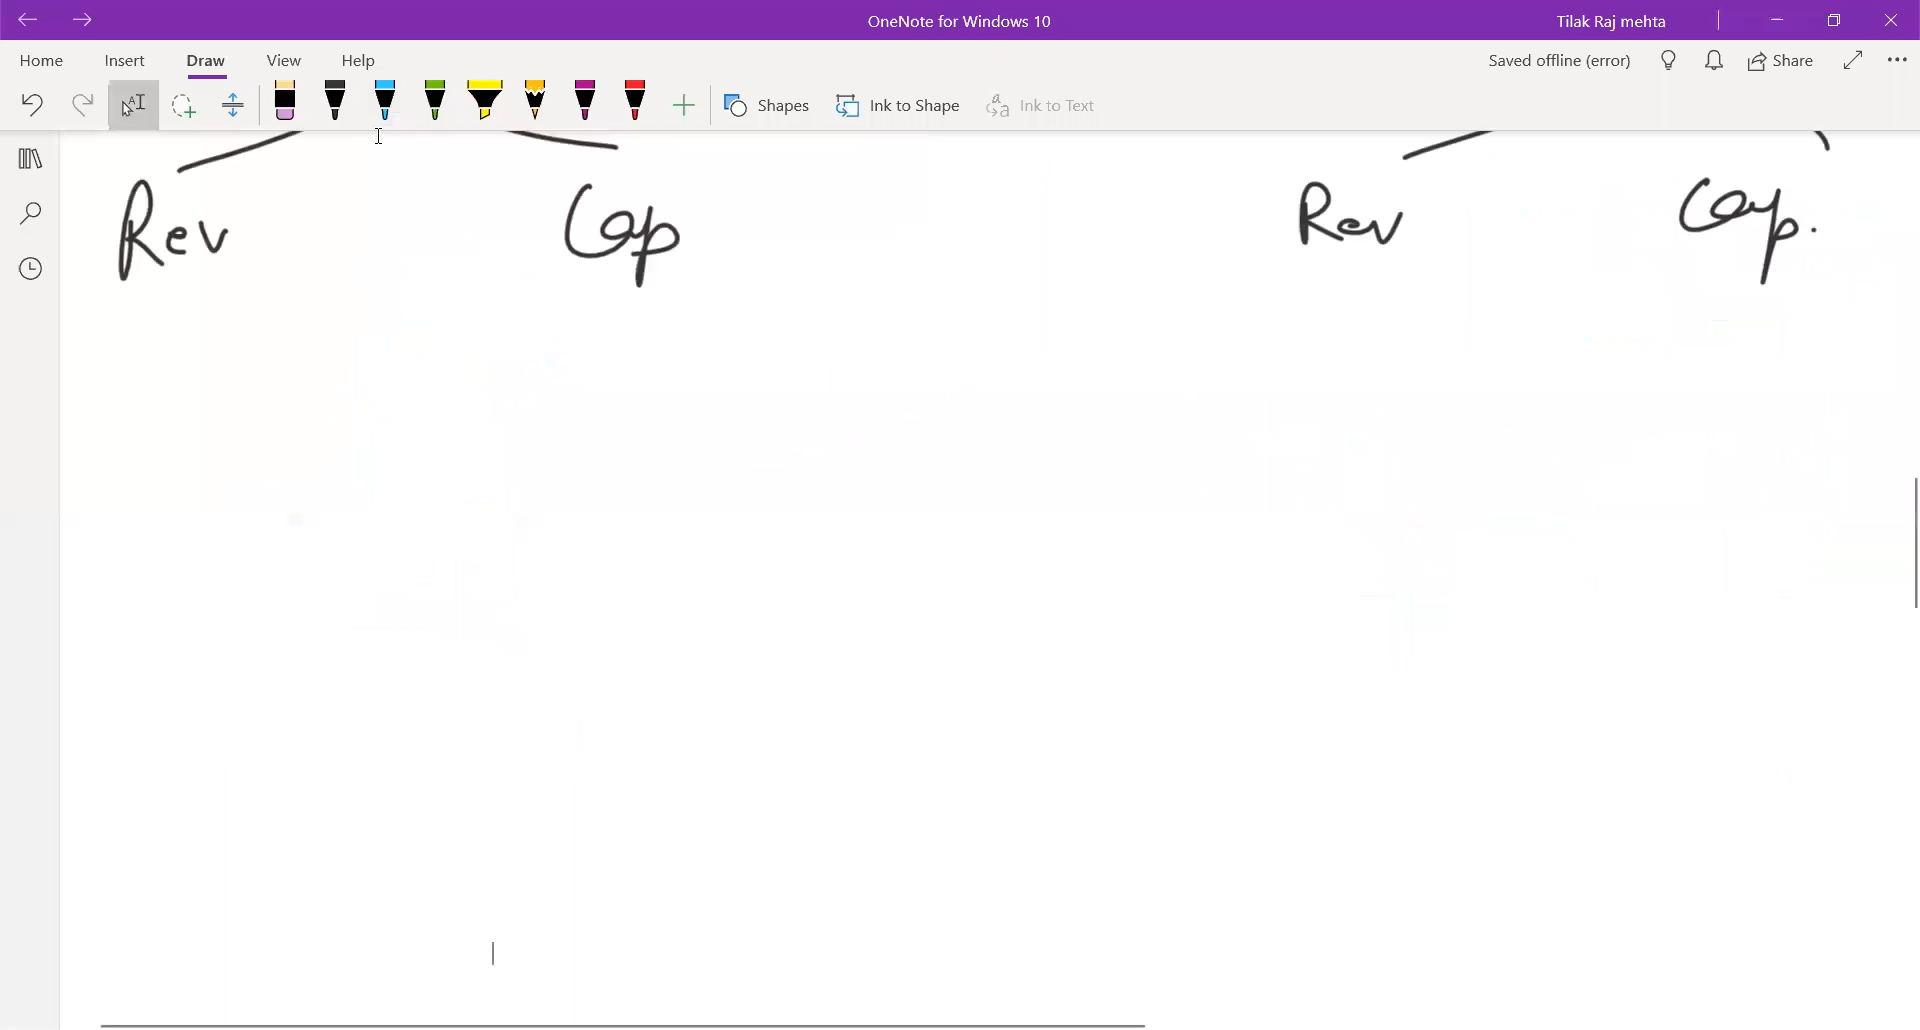 OneNote for Windows 10
Tilak Raj mehta
Home Insert Draw View Help
Saved offline (error) Share
Shapes Ink to Shape Ink to Text
Rev Cap Rev Cap.